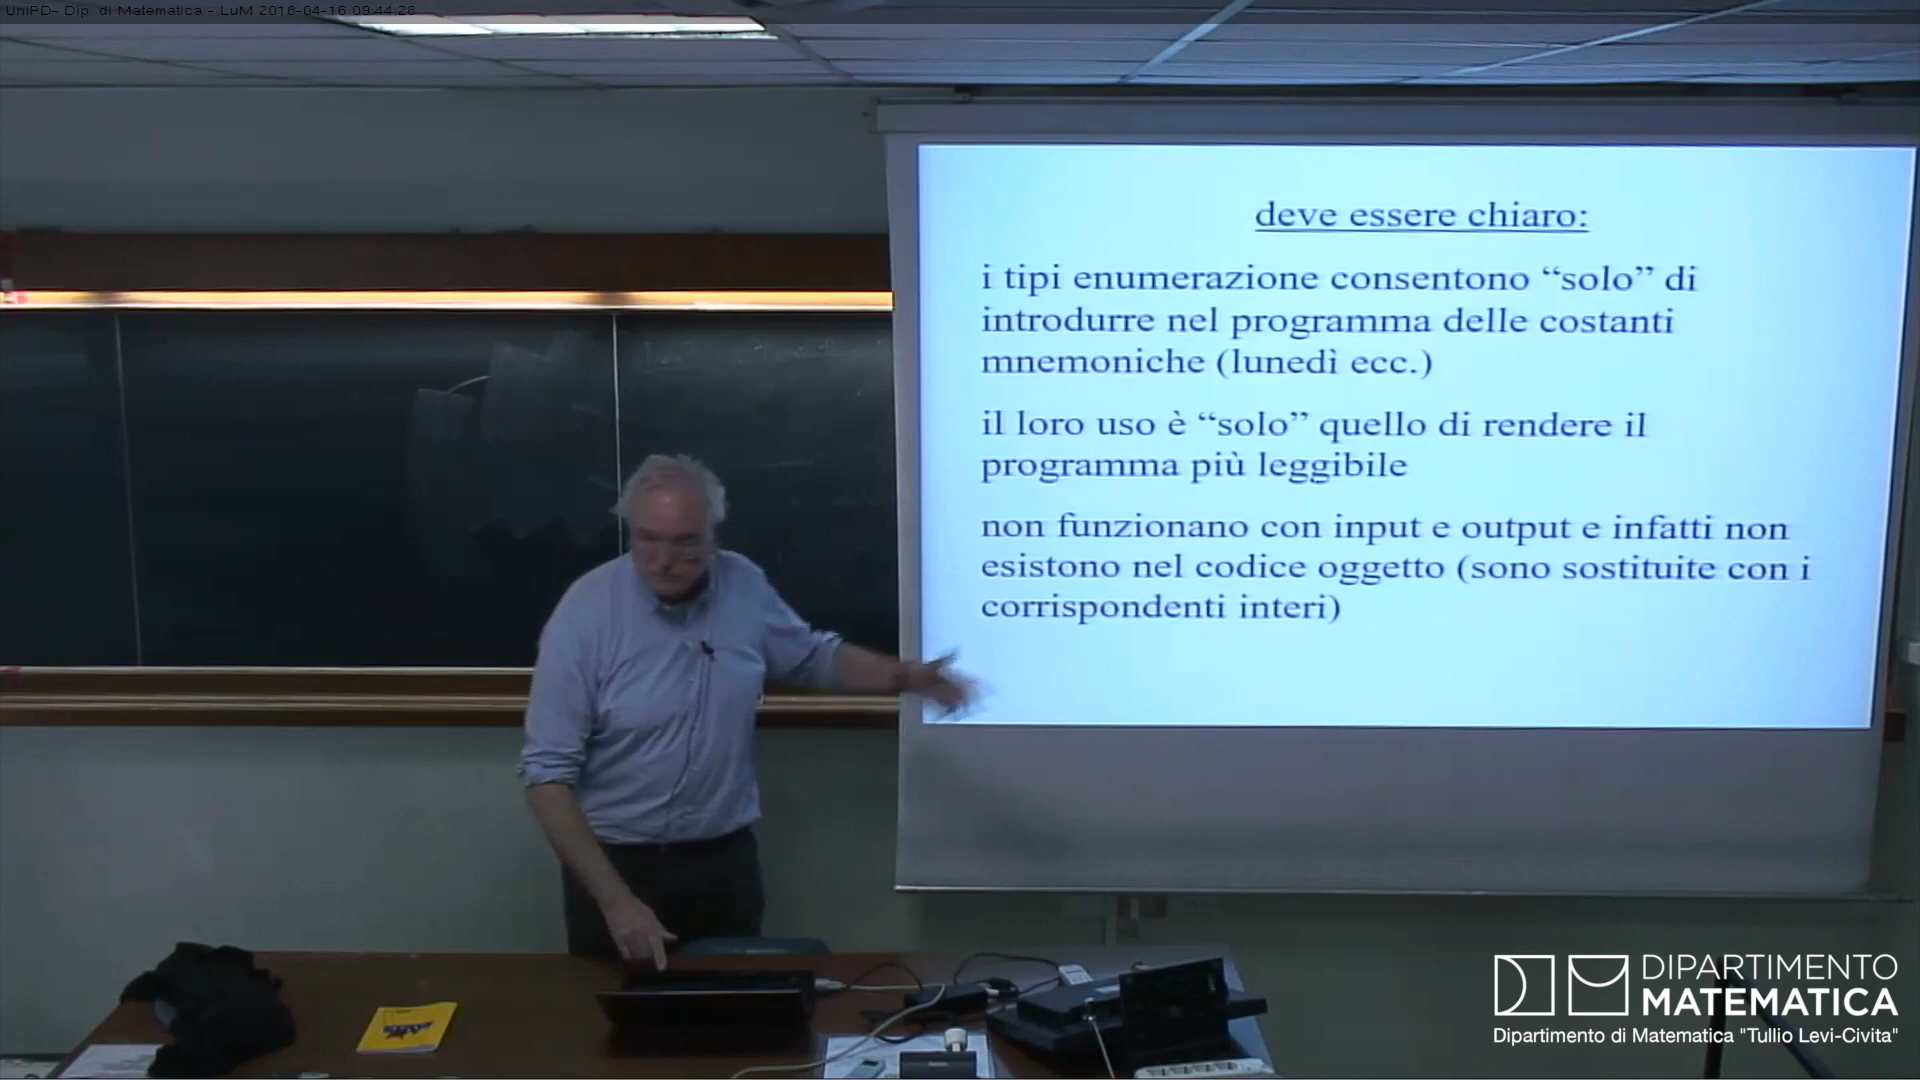 UniPD- Dip. di Matematica - LuM 2018-04-16 09:44:28
deve essere chiaro:
i tipi enumerazione consentono “solo” di
introdurre nel programma delle costanti
mnemoniche (lunedì ecc.)
il loro uso è “solo” quello di rendere il
programma più leggibile
non funzionano con input e output e infatti non
esistono nel codice oggetto (sono sostituite con i
corrispondenti interi)
DIPARTIMENTO
MATEMATICA
Dipartimento di Matematica "Tullio Levi-Civita"